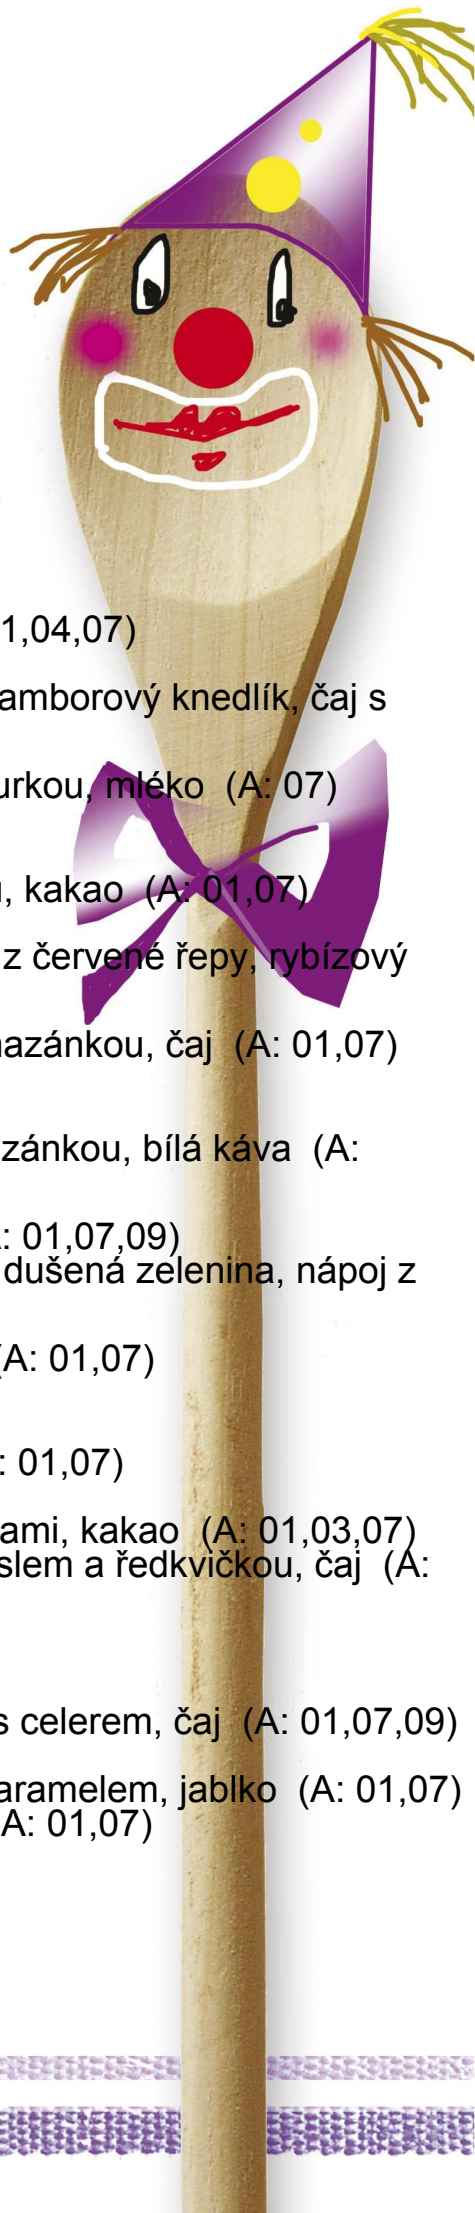 1,04,07)
amborový knedlík, čaj s
urkou, mléko (A: 07)
, kakao (A: 01,07)
z červené řepy, rybízový
azánkou, čaj (A: 01,07)
zánkou, bílá káva (A:
: 01,07,09)
dušená zelenina, nápoj z
(A: 01,07)
: 01,07)
ami, kakao (A: 01,03,07)
slem a ředkvičkou, čaj (A:
s celerem, čaj (A: 01,07,09)
aramelem, jablko (A: 01,07)
A: 01,07)